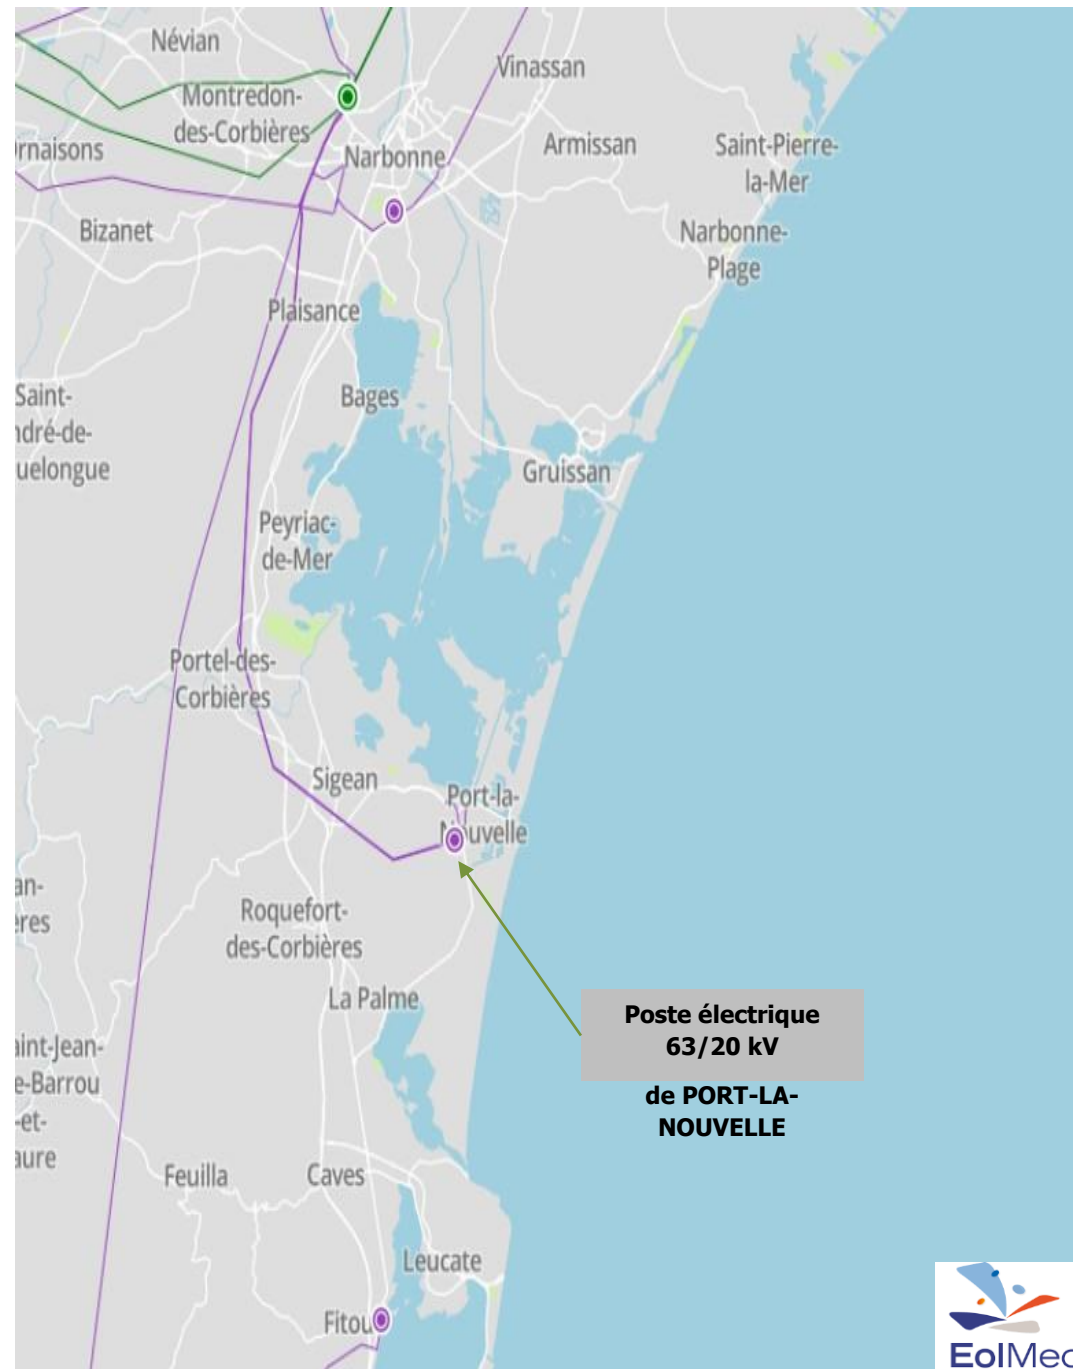 Névian
Vinassan
Montredon-
des-Corbières
rnaisons
Narbonne
Armissan
Saint-Pierre-
la-Mer
Bizanet
Narbonne-
Plage
Plaisance
Saint-
ndré-de-
uelongue
Bages
Gruissan
Peyriac-
de-Mer
Portel-des-
Corbières
Sigean
Port-la-
Nouvelle
an-
ères
Roquefort-
des-Corbières
La Palme
Poste électrique
63/20 kV
de PORT-LA-
NOUVELLE
aint-Jean-
e-Barrou
-et-
aure
Feuilla
Caves
Leucate
Fitou
EolMed